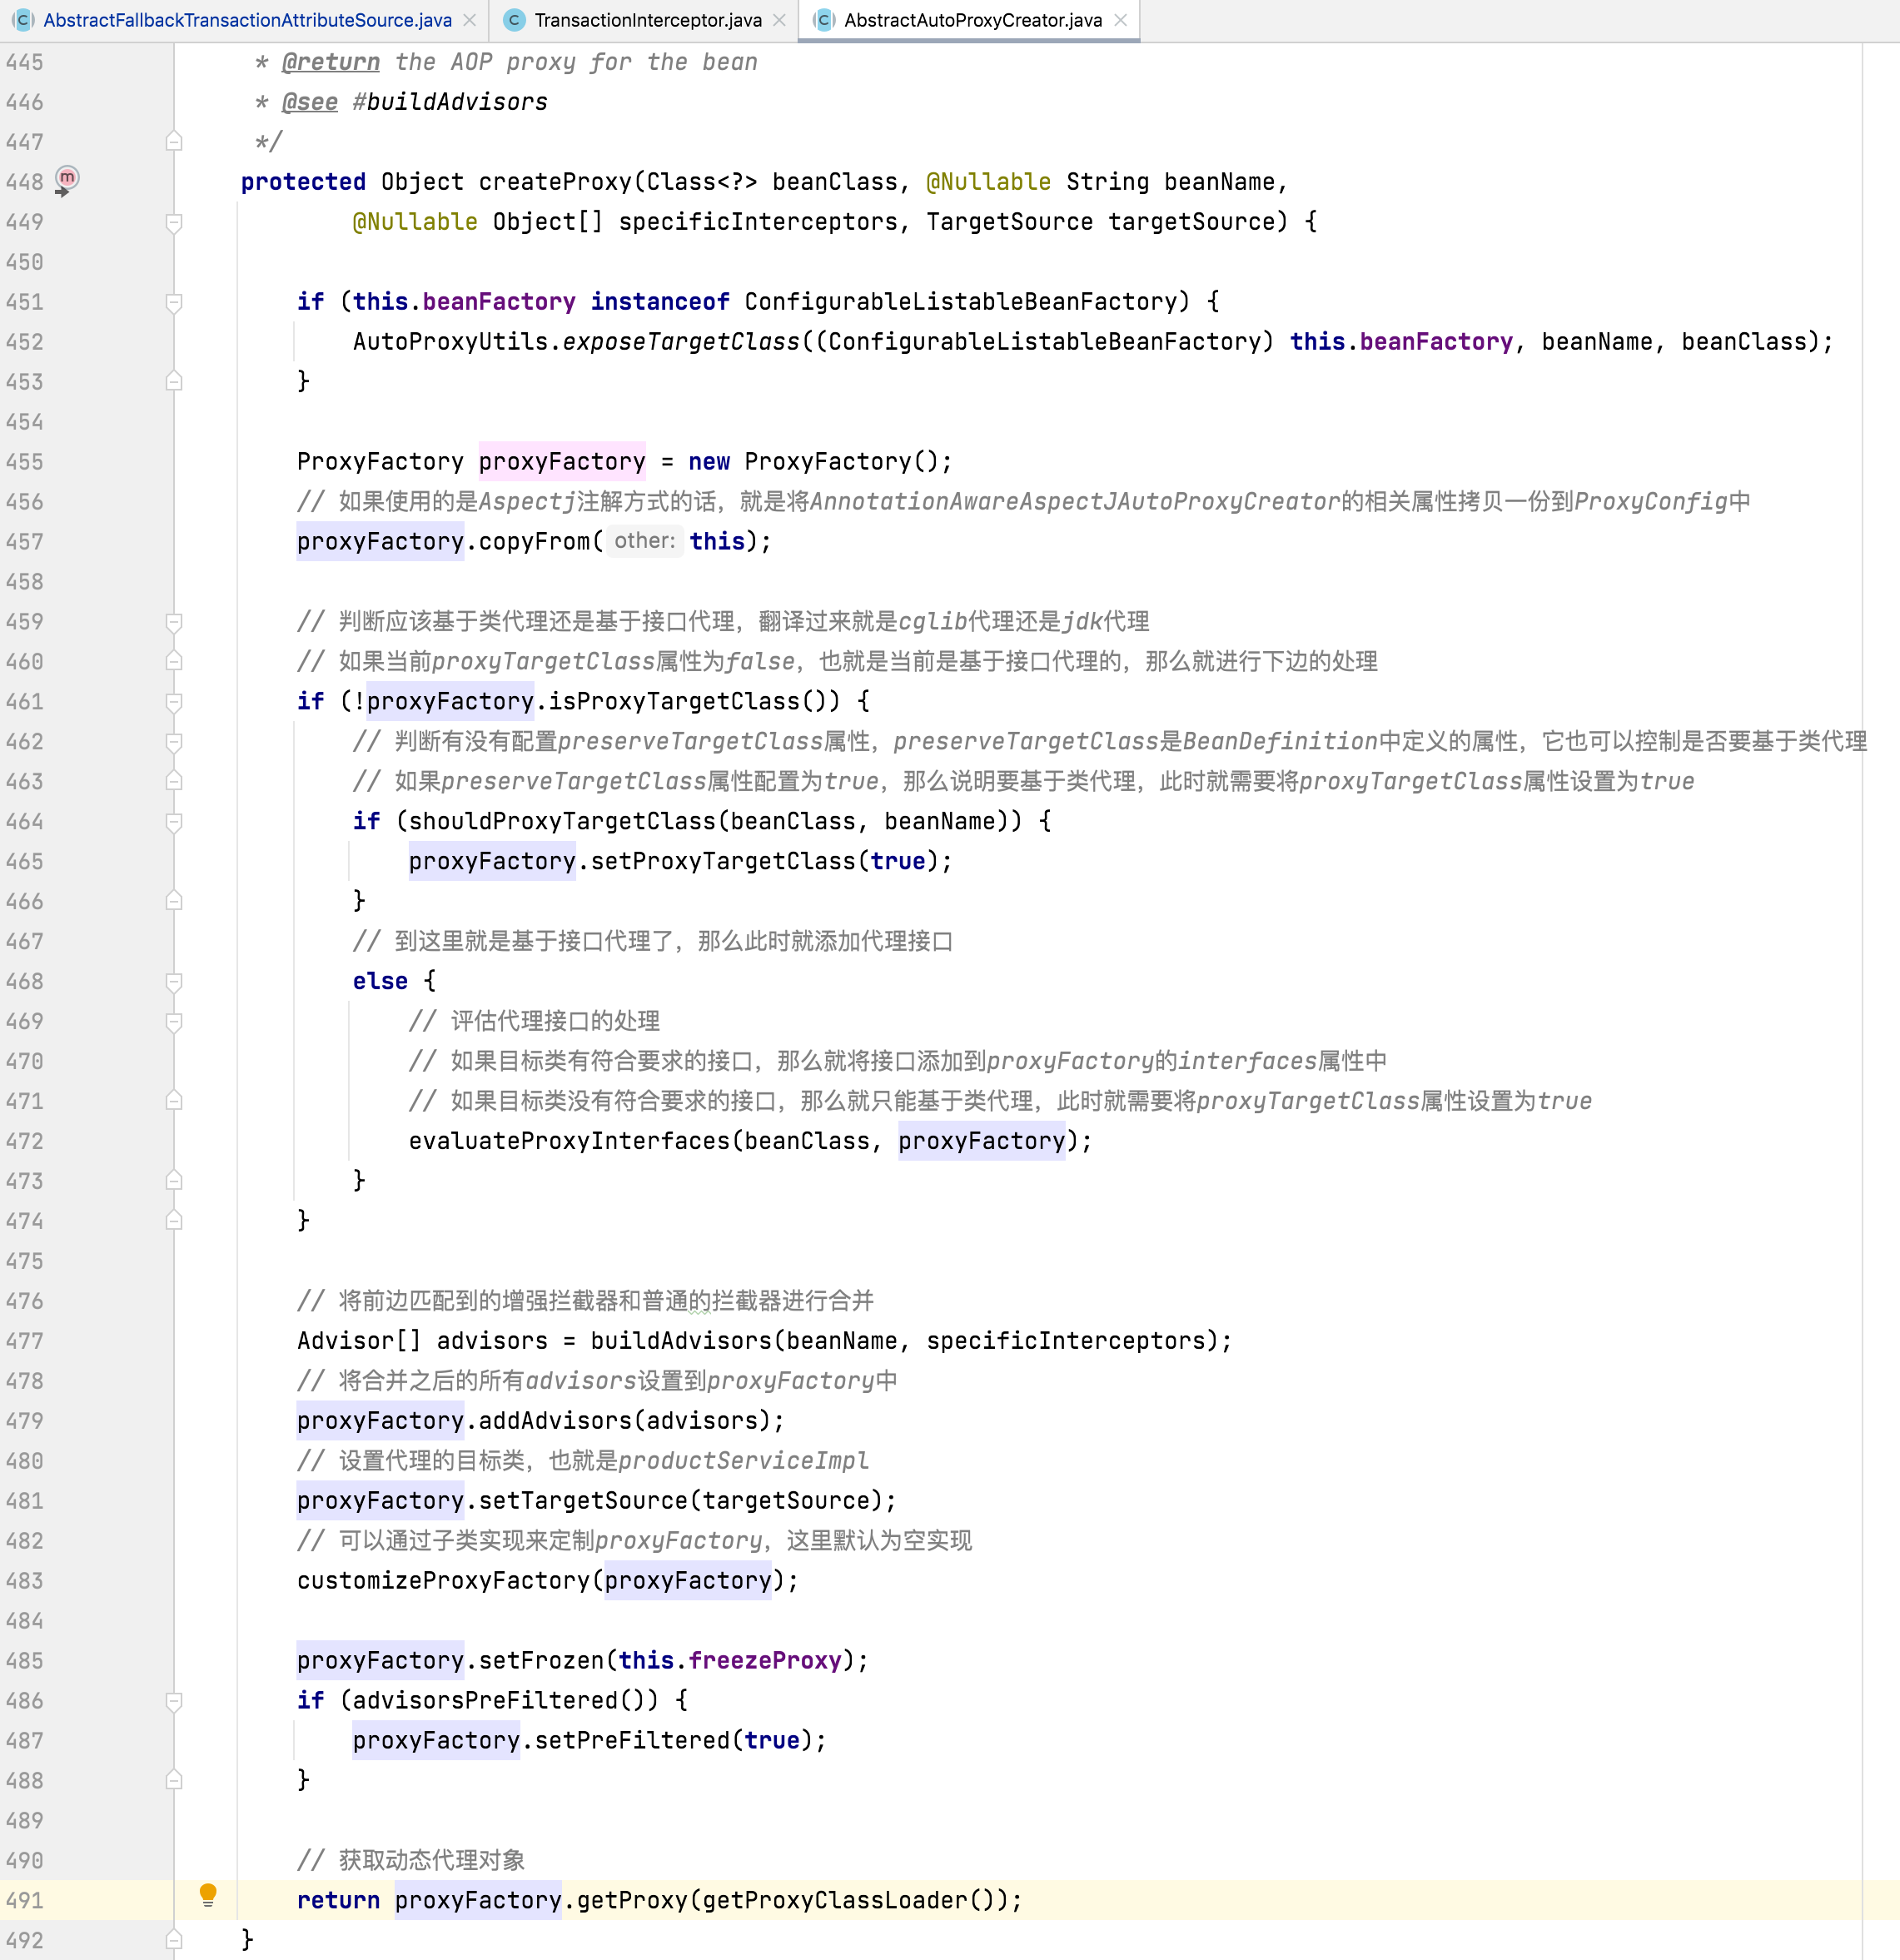 AbstractFallbackTransactionAttributeSource.java TransactionInterceptor.java AbstractAutoProxyCreator.java
445 * @return the AOP proxy for the bean
446 * @see #buildAdvisors
447 */
448 protected Object createProxy(Class<?> beanClass, @Nullable String beanName,
449 @Nullable Object[] specificInterceptors, TargetSource targetSource) {
450
451 if (this.beanFactory instanceof ConfigurableListableBeanFactory) {
452 AutoProxyUtils.exposeTargetClass((ConfigurableListableBeanFactory) this.beanFactory, beanName, beanClass);
453 }
454
455 ProxyFactory proxyFactory = new ProxyFactory();
456 // 如果使用的是Aspectj注解方式的话，就是将AnnotationAwareAspectJAutoProxyCreator的相关属性拷贝一份到ProxyConfig中
457 proxyFactory.copyFrom( other: this);
458
459 // 判断应该基于类代理还是基于接口代理，翻译过来就是cglib代理还是jdk代理
460 // 如果当前proxyTargetClass属性为false，也就是当前是基于接口代理的，那么就进行下边的处理
461 if (!proxyFactory.isProxyTargetClass()) {
462 // 判断有没有配置preserveTargetClass属性，preserveTargetClass是BeanDefinition中定义的属性，它也可以控制是否要基于类代理
463 // 如果preserveTargetClass属性配置为true，那么说明要基于类代理，此时就需要将proxyTargetClass属性设置为true
464 if (shouldProxyTargetClass(beanClass, beanName)) {
465 proxyFactory.setProxyTargetClass(true);
466 }
467 // 到这里就是基于接口代理了，那么此时就添加代理接口
468 else {
469 // 评估代理接口的处理
470 // 如果目标类有符合要求的接口，那么就将接口添加到proxyFactory的interfaces属性中
471 // 如果目标类没有符合要求的接口，那么就只能基于类代理，此时就需要将proxyTargetClass属性设置为true
472 evaluateProxyInterfaces(beanClass, proxyFactory);
473 }
474 }
475
476 // 将前边匹配到的增强拦截器和普通的拦截器进行合并
477 Advisor[] advisors = buildAdvisors(beanName, specificInterceptors);
478 // 将合并之后的所有advisors设置到proxyFactory中
479 proxyFactory.addAdvisors(advisors);
480 // 设置代理的目标类，也就是productServiceImpl
481 proxyFactory.setTargetSource(targetSource);
482 // 可以通过子类实现来定制proxyFactory，这里默认为空实现
483 customizeProxyFactory(proxyFactory);
484
485 proxyFactory.setFrozen(this.freezeProxy);
486 if (advisorsPreFiltered()) {
487 proxyFactory.setPreFiltered(true);
488 }
489
490 // 获取动态代理对象
491 return proxyFactory.getProxy(getProxyClassLoader());
492 }